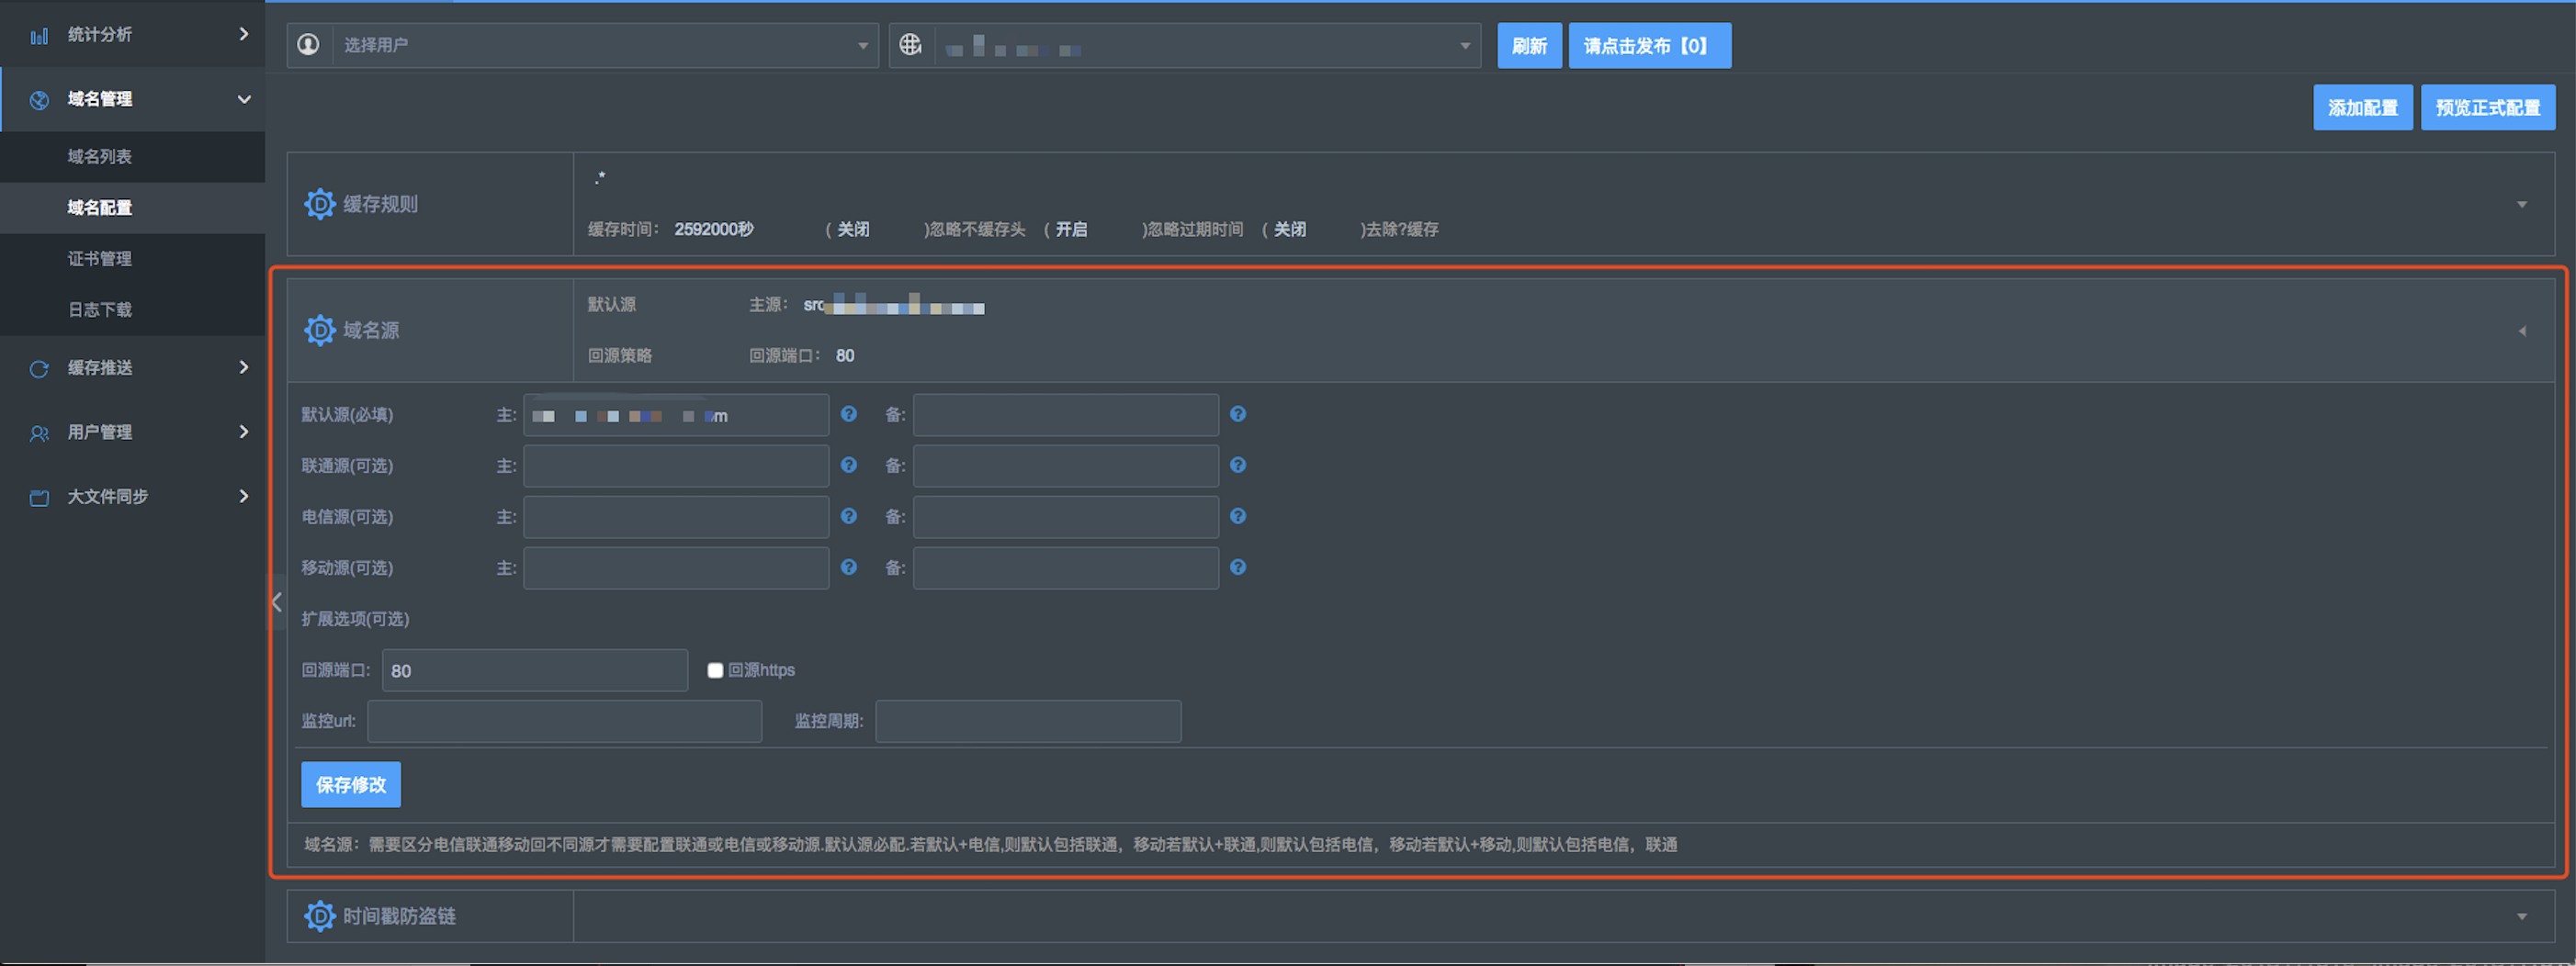 统计分析
域名管理
域名列表
域名配置
证书管理
日志下载
缓存推送
用户管理
大文件同步
选择用户
刷新
请点击发布【0】
添加配置
预览正式配置
缓存规则
.*
缓存时间： 2592000秒 （ 关闭 )忽略不缓存头 （ 开启 )忽略过期时间 （ 关闭 )去除?缓存
域名源
默认源 主源： src
回源策略 回源端口： 80
默认源(必填) 主: m 备:
联通源(可选) 主: 备:
电信源(可选) 主: 备:
移动源(可选) 主: 备:
扩展选项(可选)
回源端口: 80 回源https
监控url: 监控周期:
保存修改
域名源：需要区分电信联通移动回不同源才需要配置联通或电信或移动源.默认源必配.若默认+电信,则默认包括联通，移动若默认+联通,则默认包括电信，移动若默认+移动,则默认包括电信，联通
时间戳防盗链